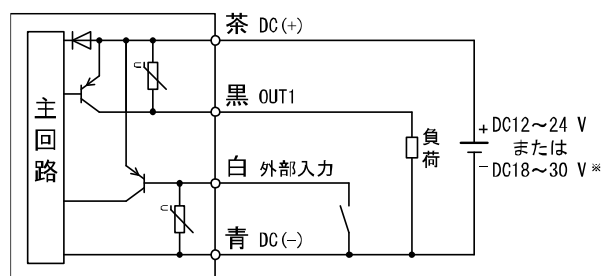 茶 DC(+)
黒 OUT1
主回路
白 外部入力
青 DC(-)
負荷
+ DC12～24 V
または
- DC18～30 V ※
U
U